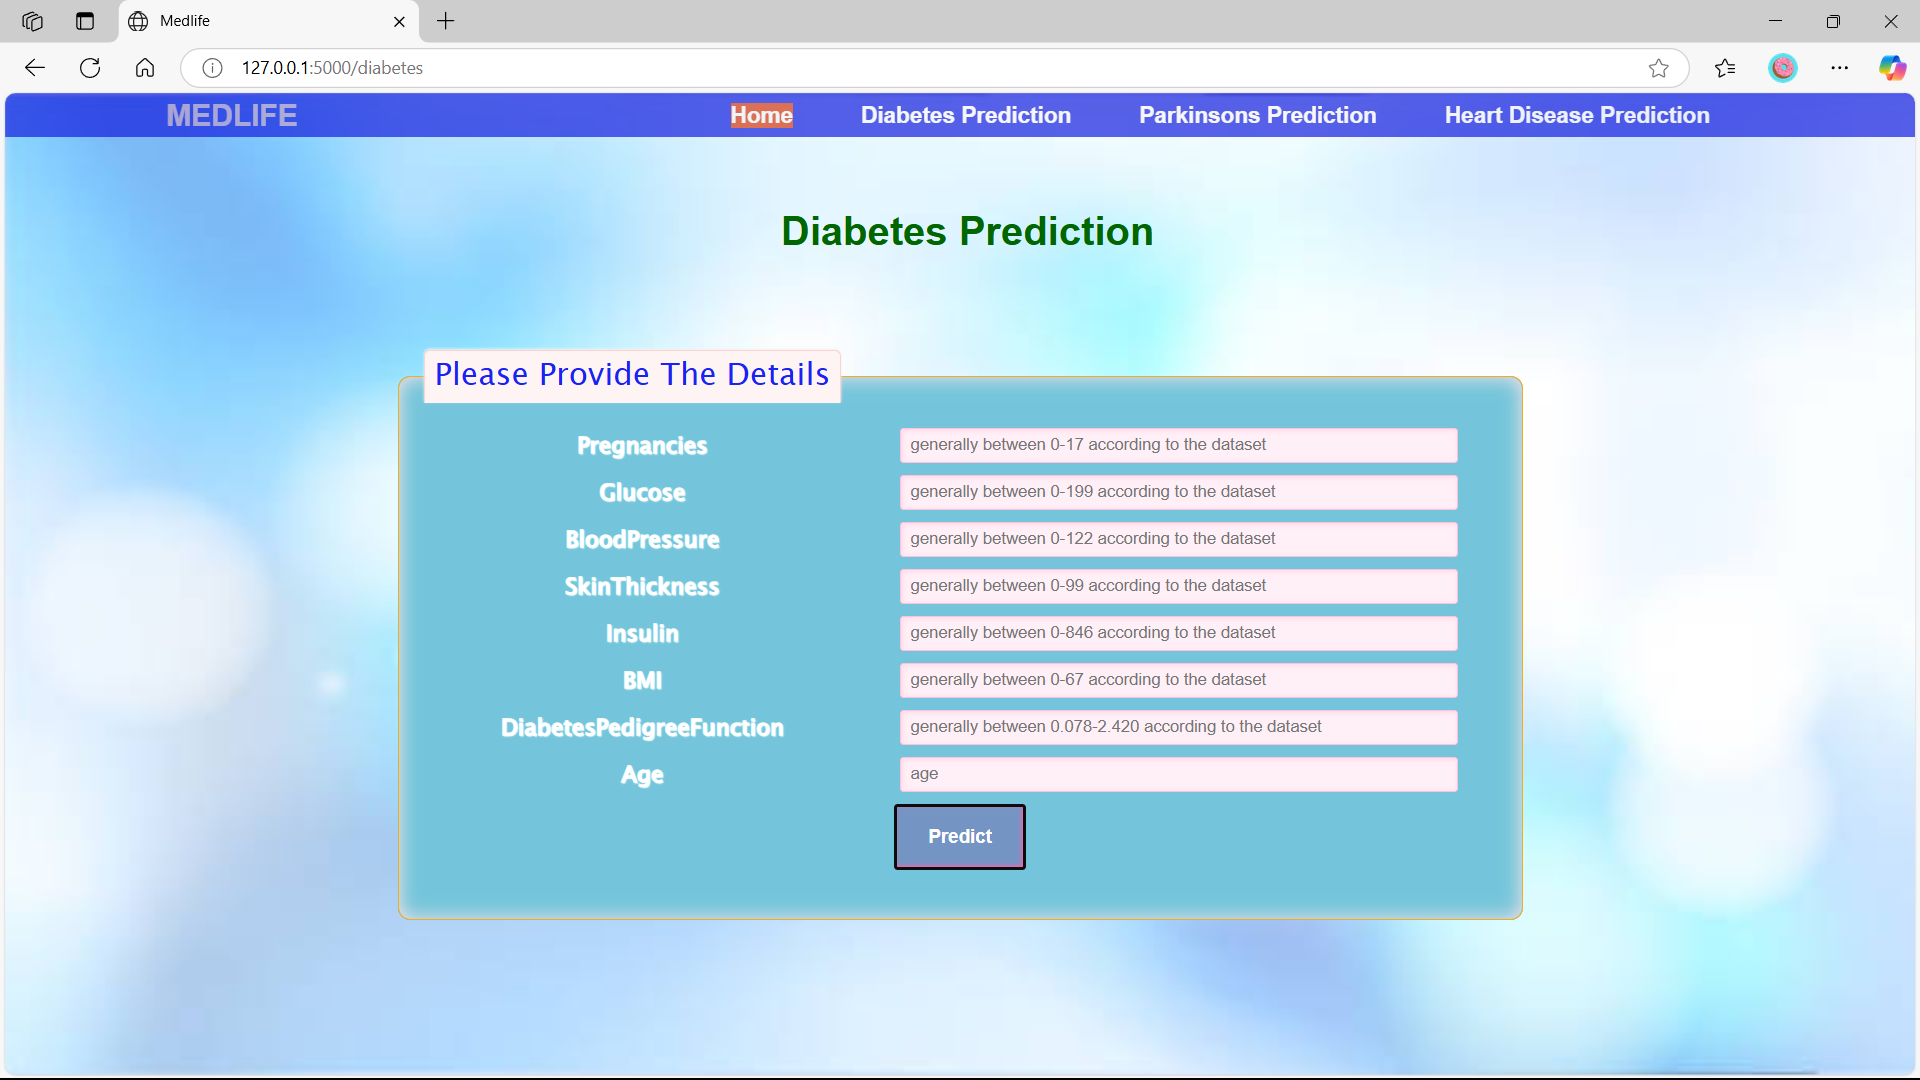 Medlife
127.0.0.1:5000/diabetes
MEDLIFE Home Diabetes Prediction Parkinsons Prediction Heart Disease Prediction
Diabetes Prediction
Please Provide The Details
Pregnancies generally between 0-17 according to the dataset
Glucose generally between 0-199 according to the dataset
BloodPressure generally between 0-122 according to the dataset
SkinThickness generally between 0-99 according to the dataset
Insulin generally between 0-846 according to the dataset
BMI generally between 0-67 according to the dataset
DiabetesPedigreeFunction generally between 0.078-2.420 according to the dataset
Age age
Predict